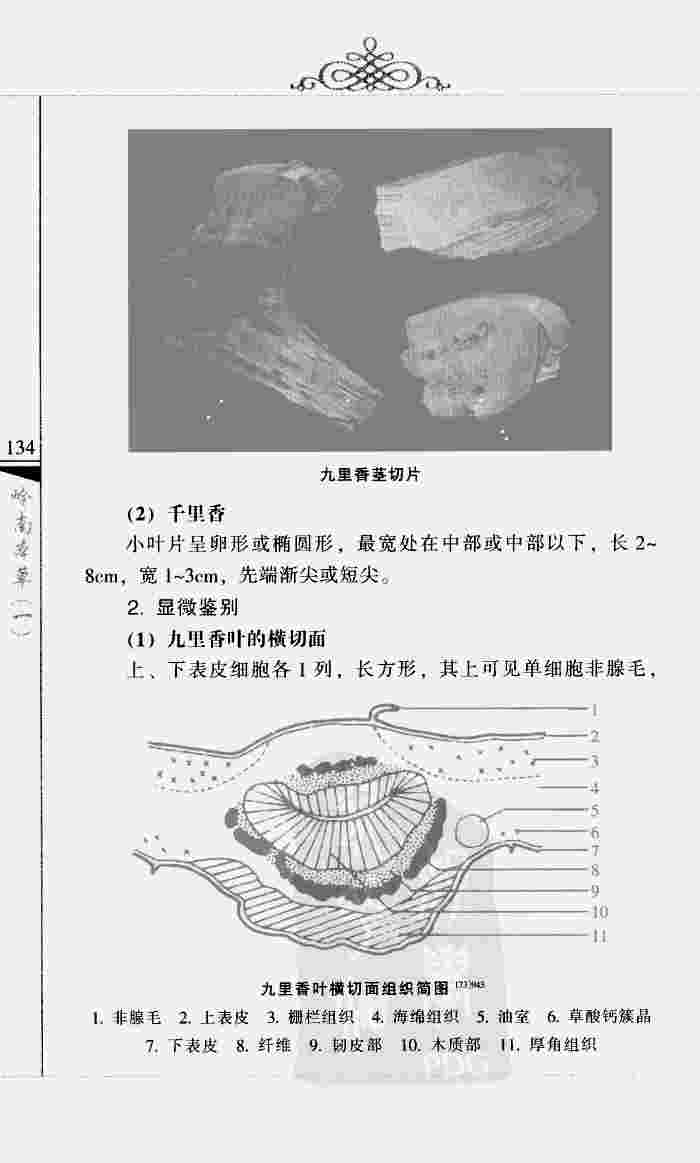 九里香茎切片
134
岭南采草(一)
(2) 千里香
小叶片呈卵形或椭圆形，最宽处在中部或中部以下，长 2~
8cm，宽 1~3cm，先端渐尖或短尖。
2. 显微鉴别
(1) 九里香叶的横切面
上、下表皮细胞各 1 列，长方形，其上可见单细胞非腺毛，
1
2
3
4
5
6
7
8
9
10
11
九里香叶横切面组织简图 [73]943
1. 非腺毛 2. 上表皮 3. 栅栏组织 4. 海绵组织 5. 油室 6. 草酸钙簇晶
7. 下表皮 8. 纤维 9. 韧皮部 10. 木质部 11. 厚角组织
PDG